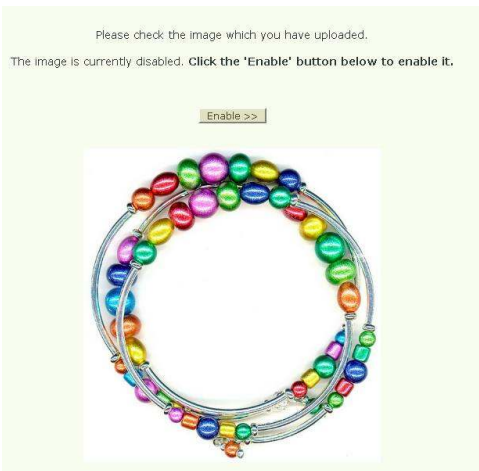 Please check the image which you have uploaded.
The image is currently disabled. Click the 'Enable' button below to enable it.
Enable >>